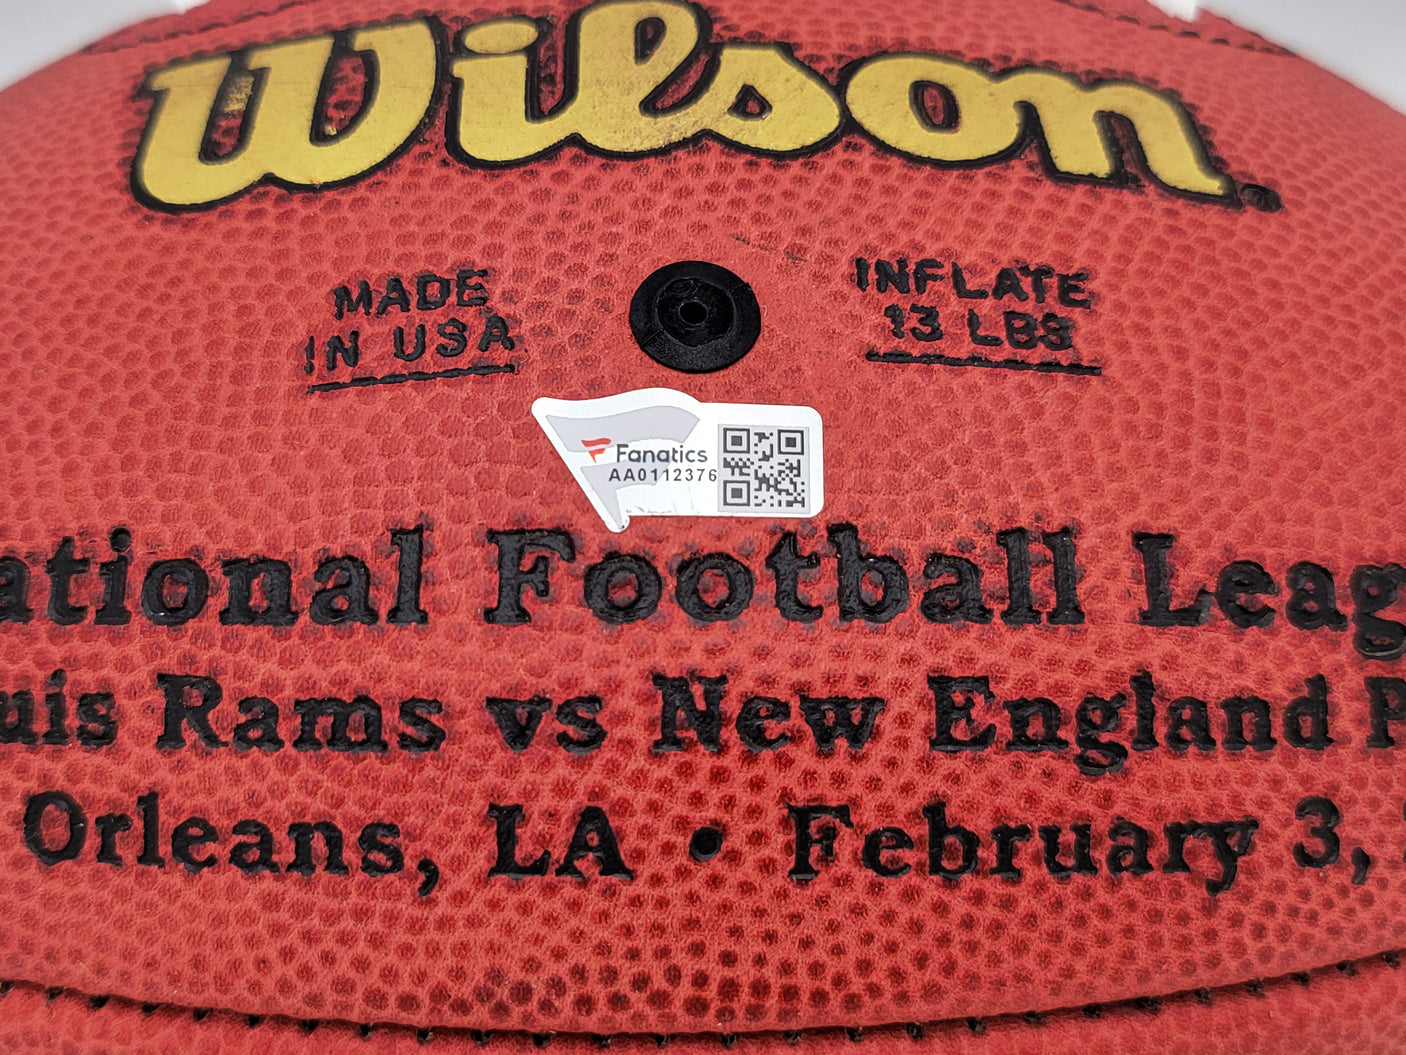 Wilson
MADE
IN USA
INFLATE
13 LBS
Fanatics
AA0112376
ational Football Leag
uis Rams vs New England P
Orleans, LA • February 3,